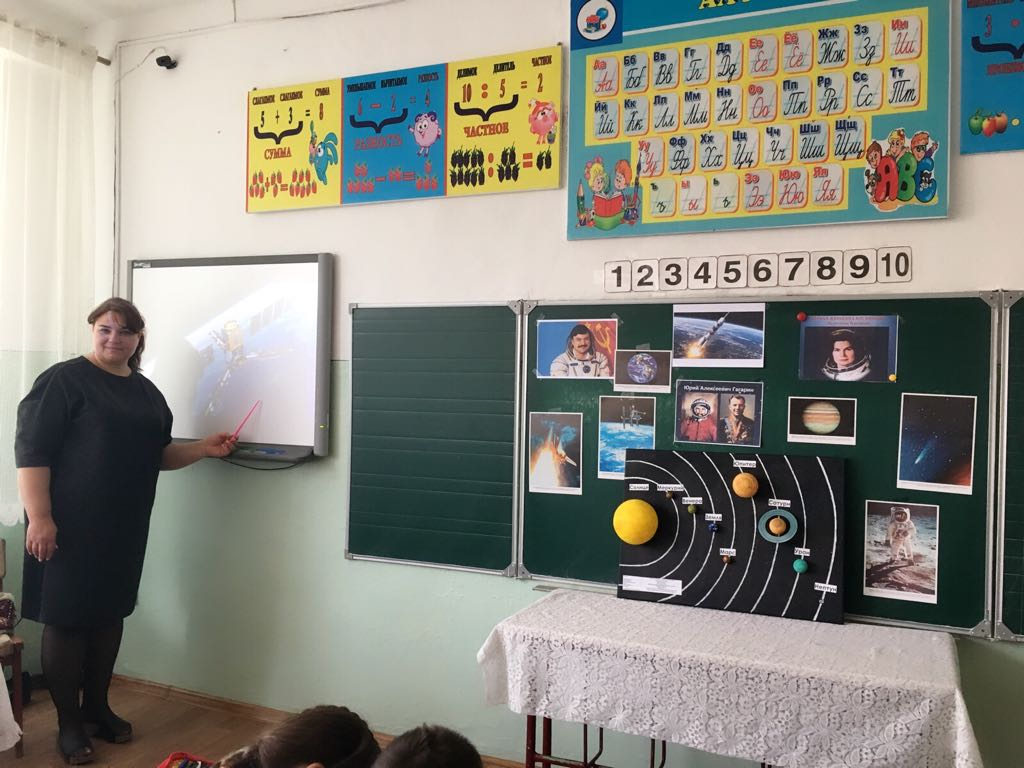 СЛАГАЕМОЕ СЛАГАЕМОЕ СУММА
5 + 3 = 8
СУММА
УМЕНЬШАЕМОЕ ВЫЧИТАЕМОЕ РАЗНОСТЬ
6 - 2 = 4
РАЗНОСТЬ
ДЕЛИМОЕ ДЕЛИТЕЛЬ ЧАСТНОЕ
10 : 5 = 2
ЧАСТНОЕ
Аа Бб Вв Гг Дд Ее Ёё Жж Зз Ии
Йй Кк Лл Мм Нн Оо Пп Рр Сс Тт
Уу Фф Хх Цц Чч Шш Щщ
ъ ы ь Ээ Юю Яя
ABC
1 2 3 4 5 6 7 8 9 10
Юрий Алексеевич Гагарин
Солнце
Меркурий
Венера
Земля
Марс
Юпитер
Сатурн
Уран
Нептун